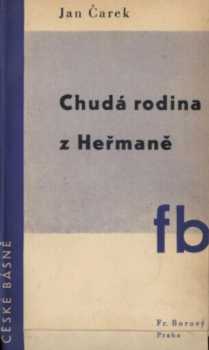 Jan Čarek
Chudá rodina
z Heřmaně
fb
Fr. Borový
Praha
ČESKÉ BÁSNĚ